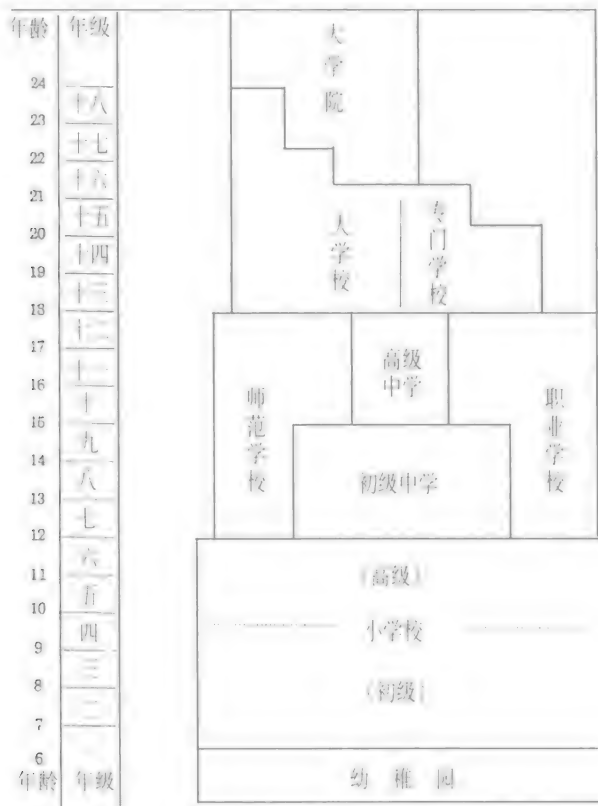 年龄 年级
24
十八
23
十七
22
十六
21
十五
20
十四
19
十三
18
十二
17
十一
16
十
15
九
14
八
13
七
12
六
11
五
10
四
9
三
8
二
7
6
年龄 年级
大学院
大学校
专门学校
师范学校
高级
中学
职业学校
初级中学
(高级)
小学校
(初级)
幼稚园